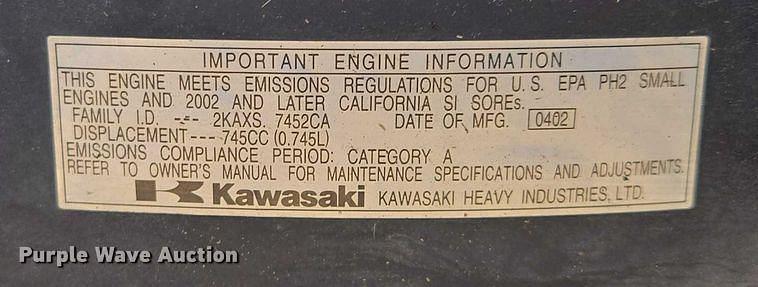 IMPORTANT ENGINE INFORMATION
THIS ENGINE MEETS EMISSIONS REGULATIONS FOR U.S. EPA PH2 SMALL
ENGINES AND 2002 AND LATER CALIFORNIA SI SOREs.
FAMILY I.D. --- 2KAXS. 7452CA DATE OF MFG. 0402
DISPLACEMENT --- 745CC (0.745L)
EMISSIONS COMPLIANCE PERIOD: CATEGORY A
REFER TO OWNER'S MANUAL FOR MAINTENANCE SPECIFICATIONS AND ADJUSTMENTS.
Kawasaki KAWASAKI HEAVY INDUSTRIES, LTD.
Purple Wave Auction